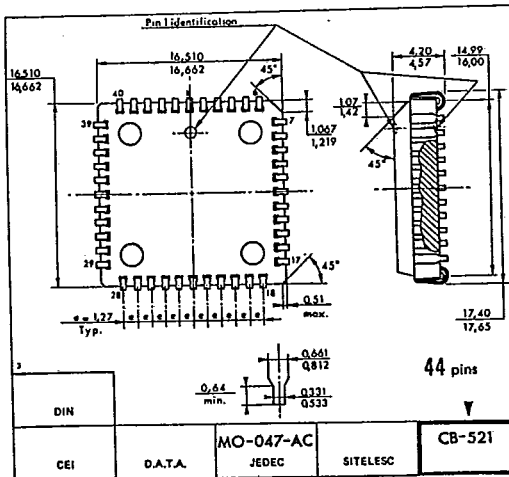 Pin 1 identification
16,510
16,662
45°
4,20
4,57
14,99
16,00
16,510
16,662
40
6
1,07
1,42
39
7
1,067
1,219
45°
29
17
45°
28
18
0,51
max.
e = 1,27
Typ.
e e e e e e e e e
17,40
17,65
0,661
0,812
0,64
min.
0,331
0,533
44 pins
3
DIN
CEI
D.A.T.A.
MO-047-AC
JEDEC
SITELESC
CB-521